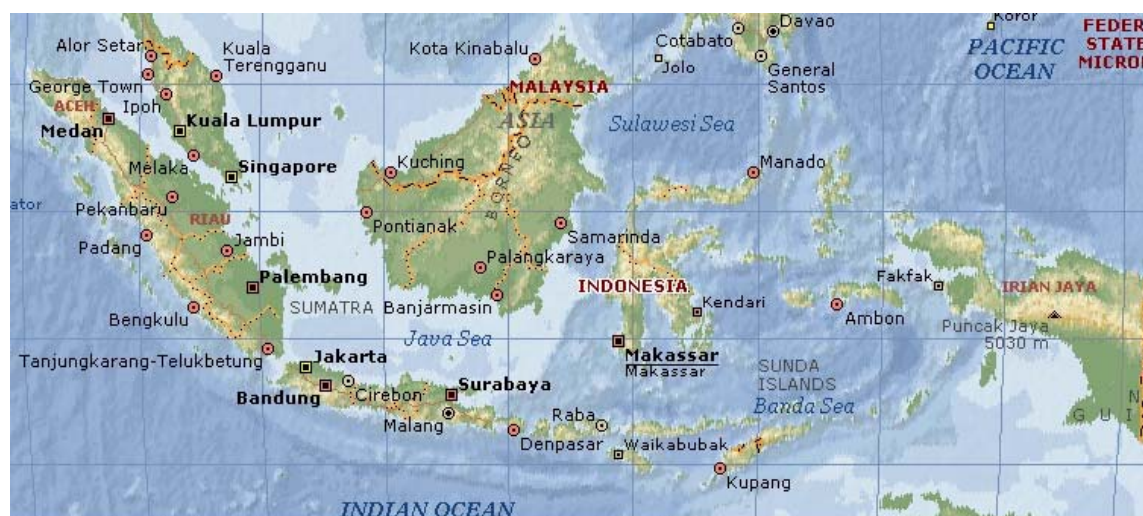 Davao
Koror
Alor Setar
Kuala
Terengganu
Kota Kinabalu
Cotabato
Jolo
General
Santos
PACIFIC
OCEAN
FEDER
STATE
MICRO
George Town
ACEH
Ipoh
Medan
Kuala Lumpur
MALAYSIA
ASIA
Sulawesi Sea
Melaka
Singapore
Kuching
BORNEO
Manado
ator
Pekanbaru
RIAU
Pontianak
Samarinda
Padang
Jambi
Palangkaraya
Palembang
SUMATRA
Banjarmasin
INDONESIA
Kendari
Fakfak
IRIAN JAYA
Bengkulu
Java Sea
Ambon
Puncak Jaya
5030 m
Tanjungkarang-Telukbetung
Jakarta
Makassar
Makassar
SUNDA
ISLANDS
Banda Sea
Bandung
Cirebon
Surabaya
Malang
Raba
Denpasar
Waikabubak
N
G U I
Kupang
INDIAN OCEAN